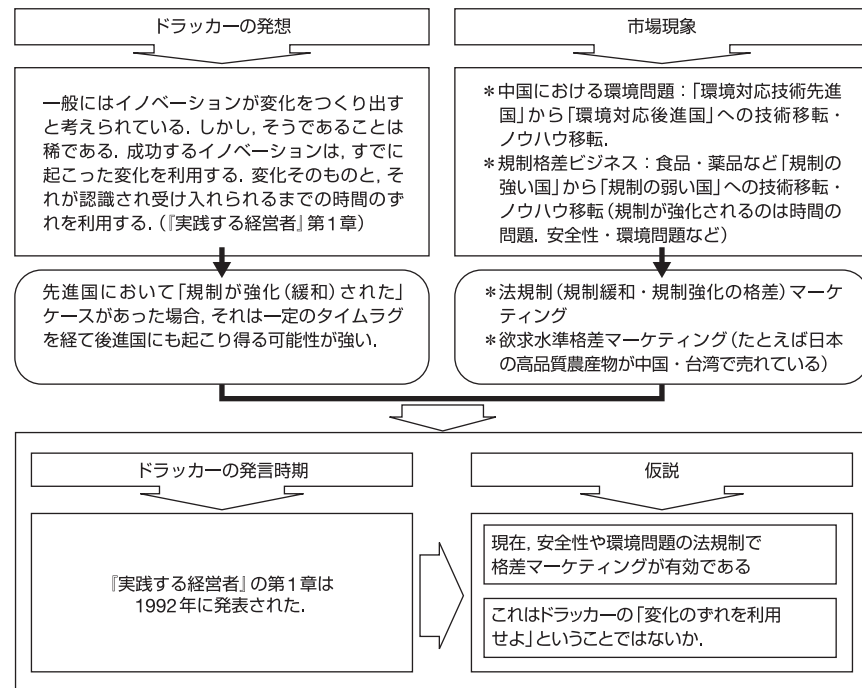 ドラッカーの発想
一般にはイノベーションが変化をつくり出す
と考えられている．しかし，そうであることは
稀である．成功するイノベーションは，すでに
起こった変化を利用する．変化そのものと，そ
れが認識され受け入れられるまでの時間のず
れを利用する．（『実践する経営者』第1章）
先進国において「規制が強化（緩和）された」
ケースがあった場合，それは一定のタイムラグ
を経て後進国にも起こり得る可能性が強い．
市場現象
＊中国における環境問題：「環境対応技術先進
国」から「環境対応後進国」への技術移転・
ノウハウ移転．
＊規制格差ビジネス：食品・薬品など「規制の
強い国」から「規制の弱い国」への技術移転・
ノウハウ移転（規制が強化されるのは時間の
問題．安全性・環境問題など）
＊法規制（規制緩和・規制強化の格差）マーケ
ティング
＊欲求水準格差マーケティング（たとえば日本
の高品質農産物が中国・台湾で売れている）
ドラッカーの発言時期
『実践する経営者』の第1章は
1992年に発表された．
仮説
現在，安全性や環境問題の法規制で
格差マーケティングが有効である
これはドラッカーの「変化のずれを利用
せよ」ということではないか．